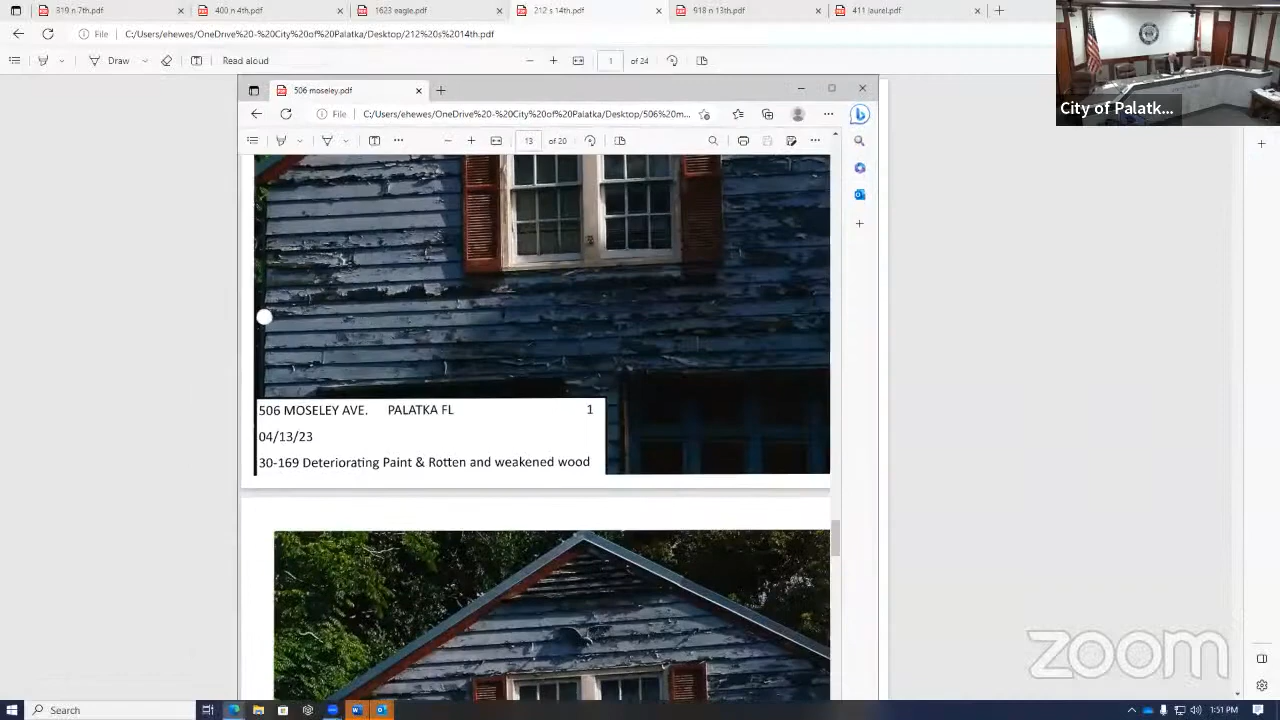 319 n 7th.pdf
400 n 4th.pdf
1623 eagle.pdf
212 s 14th.pdf
918 n 13th.pdf
411 laurel.pdf
File
C:/Users/ehewes/OneDrive%20-%20City%20of%20Palatka/Desktop/212%20s%2014th.pdf
Draw
Read aloud
1
of 24
City of Palatk...
506 moseley.pdf
File
Users/ehewes/OneDrive%20-%20City%20of%20Palatka/Desktop/506%20m...
13
of 20
506 MOSELEY AVE. PALATKA FL 1
04/13/23
30-169 Deteriorating Paint & Rotten and weakened wood
zoom
Search
1:51 PM